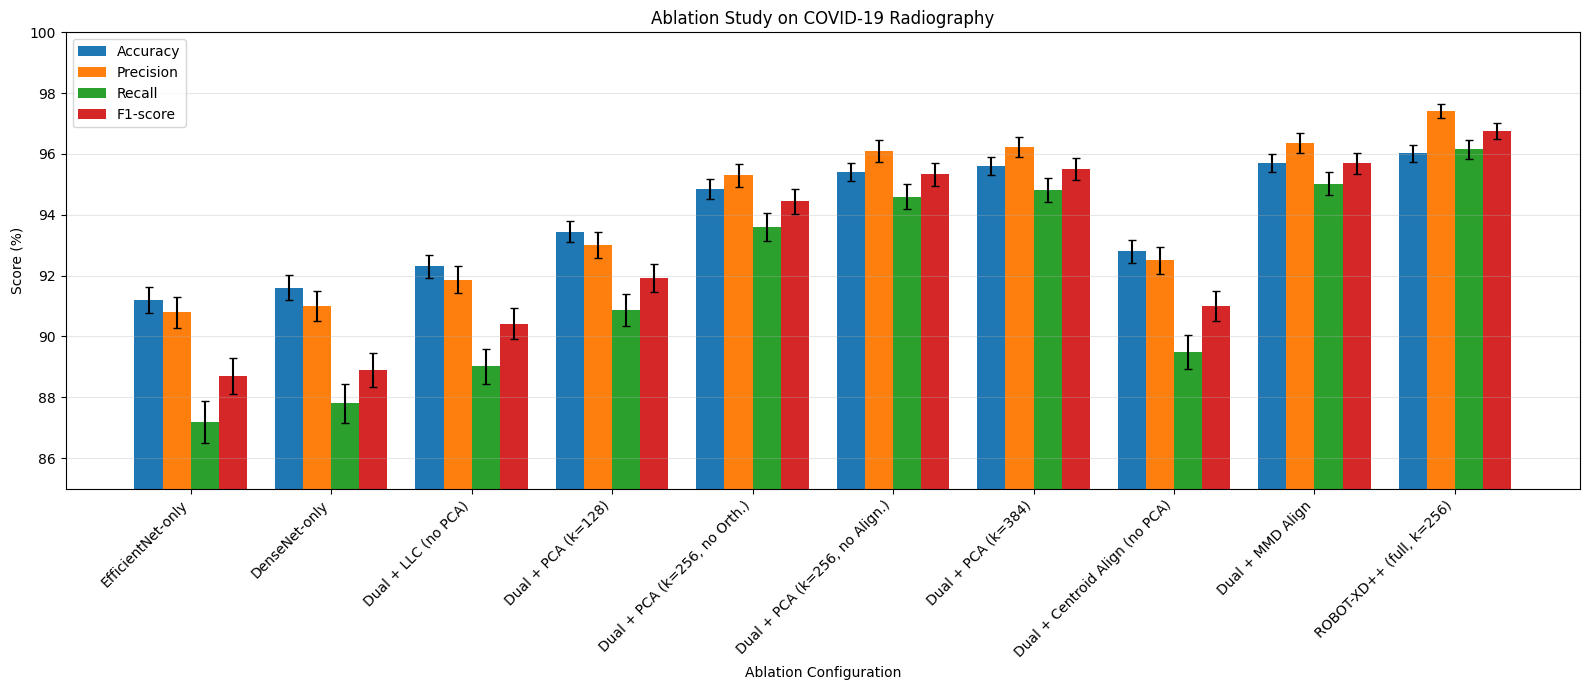 Ablation Study on COVID-19 Radiography
100
98
96
94
92
90
88
86
Score (%)
Accuracy
Precision
Recall
F1-score
EfficientNet-only
DenseNet-only
Dual + LLC (no PCA)
Dual + PCA (k=128)
Dual + PCA (k=256, no Orth.)
Dual + PCA (k=256, no Align.)
Dual + PCA (k=384)
Dual + Centroid Align (no PCA)
Dual + MMD Align
ROBOT-XD++ (full, k=256)
Ablation Configuration